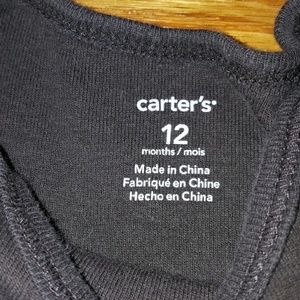 carter's
12
months / mois
Made in China
Fabriqué en Chine
Hecho en China